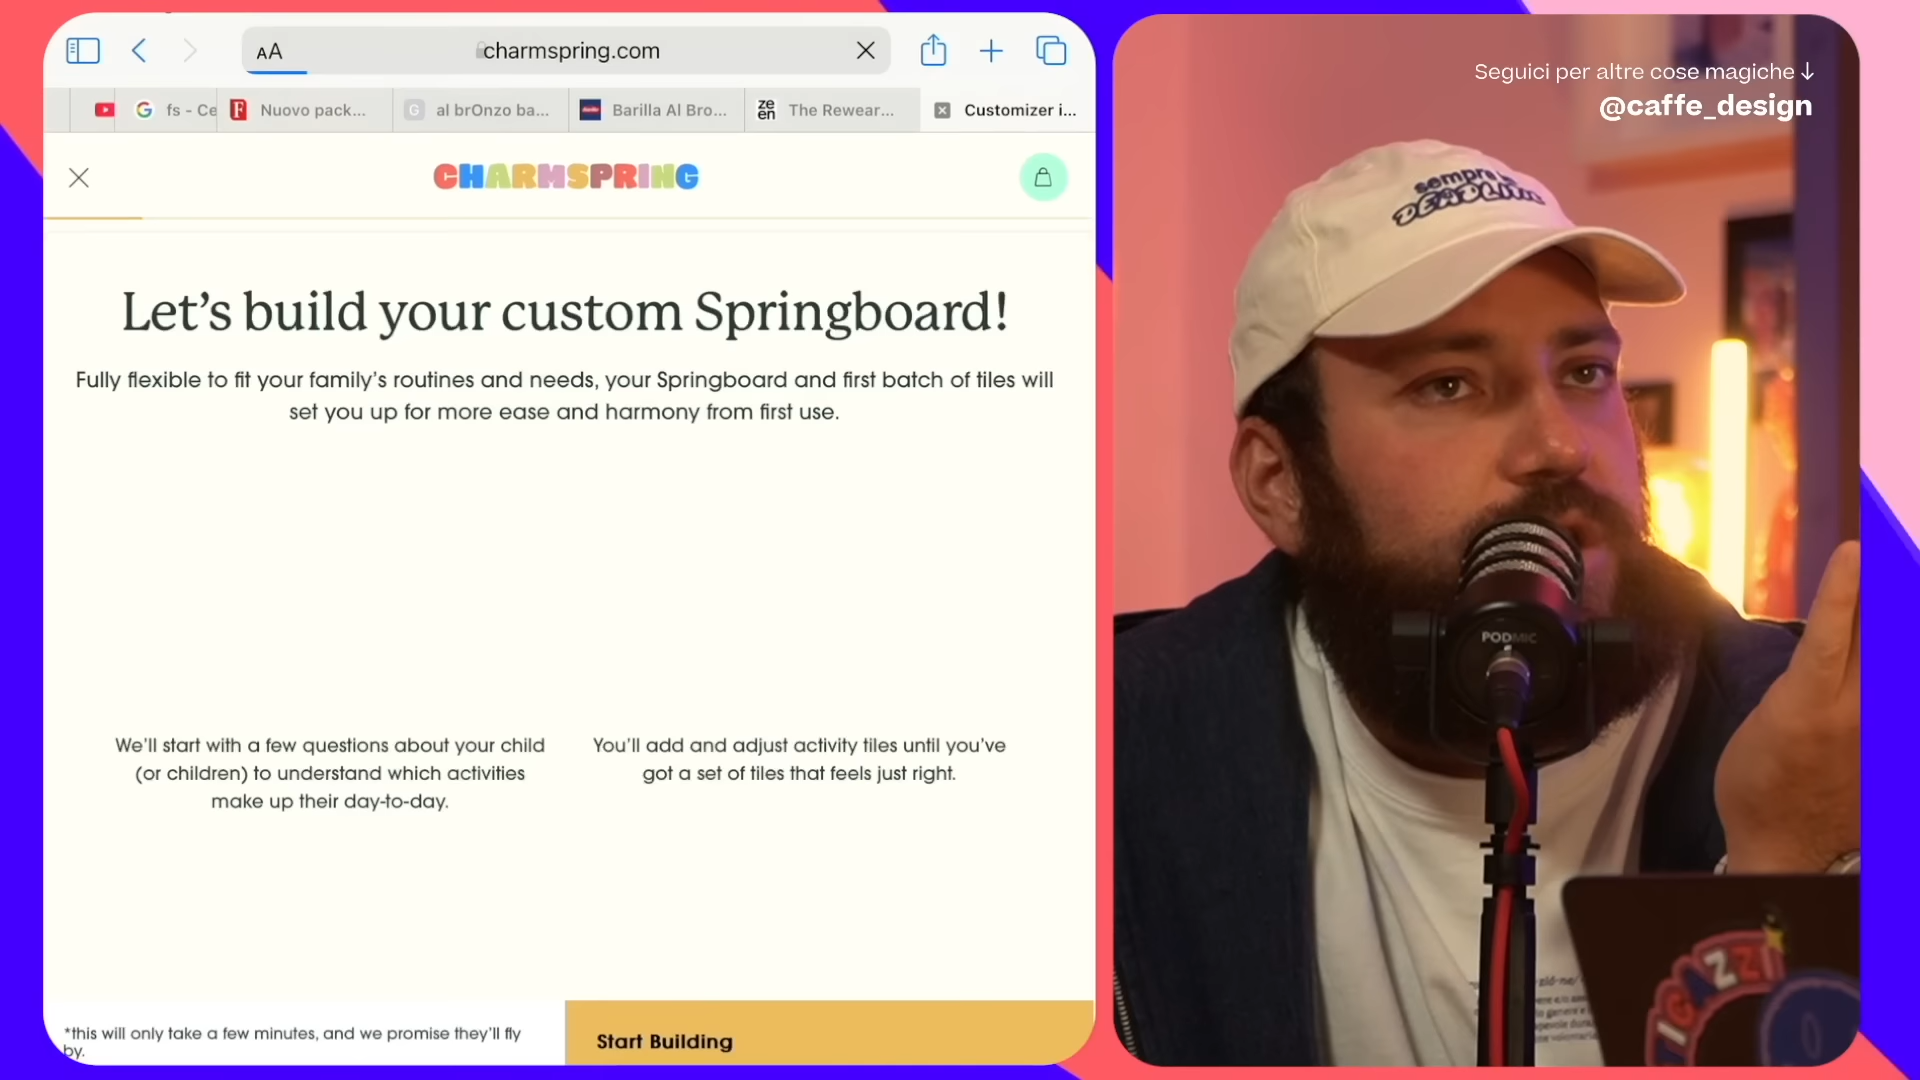 AA
charmspring.com
fs - Ce
Nuovo pack...
al brOnzo ba...
Barilla Al Bro...
zeen
The Rewear...
Customizer i...
CHARMSPRING
Let's build your custom Springboard!
Fully flexible to fit your family's routines and needs, your Springboard and first batch of tiles will
set you up for more ease and harmony from first use.
We'll start with a few questions about your child
(or children) to understand which activities
make up their day-to-day.
You'll add and adjust activity tiles until you've
got a set of tiles that feels just right.
*this will only take a few minutes, and we promise they'll fly
by.
Start Building
Seguici per altre cose magiche ↓
@caffe_design
sempre in
DEADLINE
PODMIC